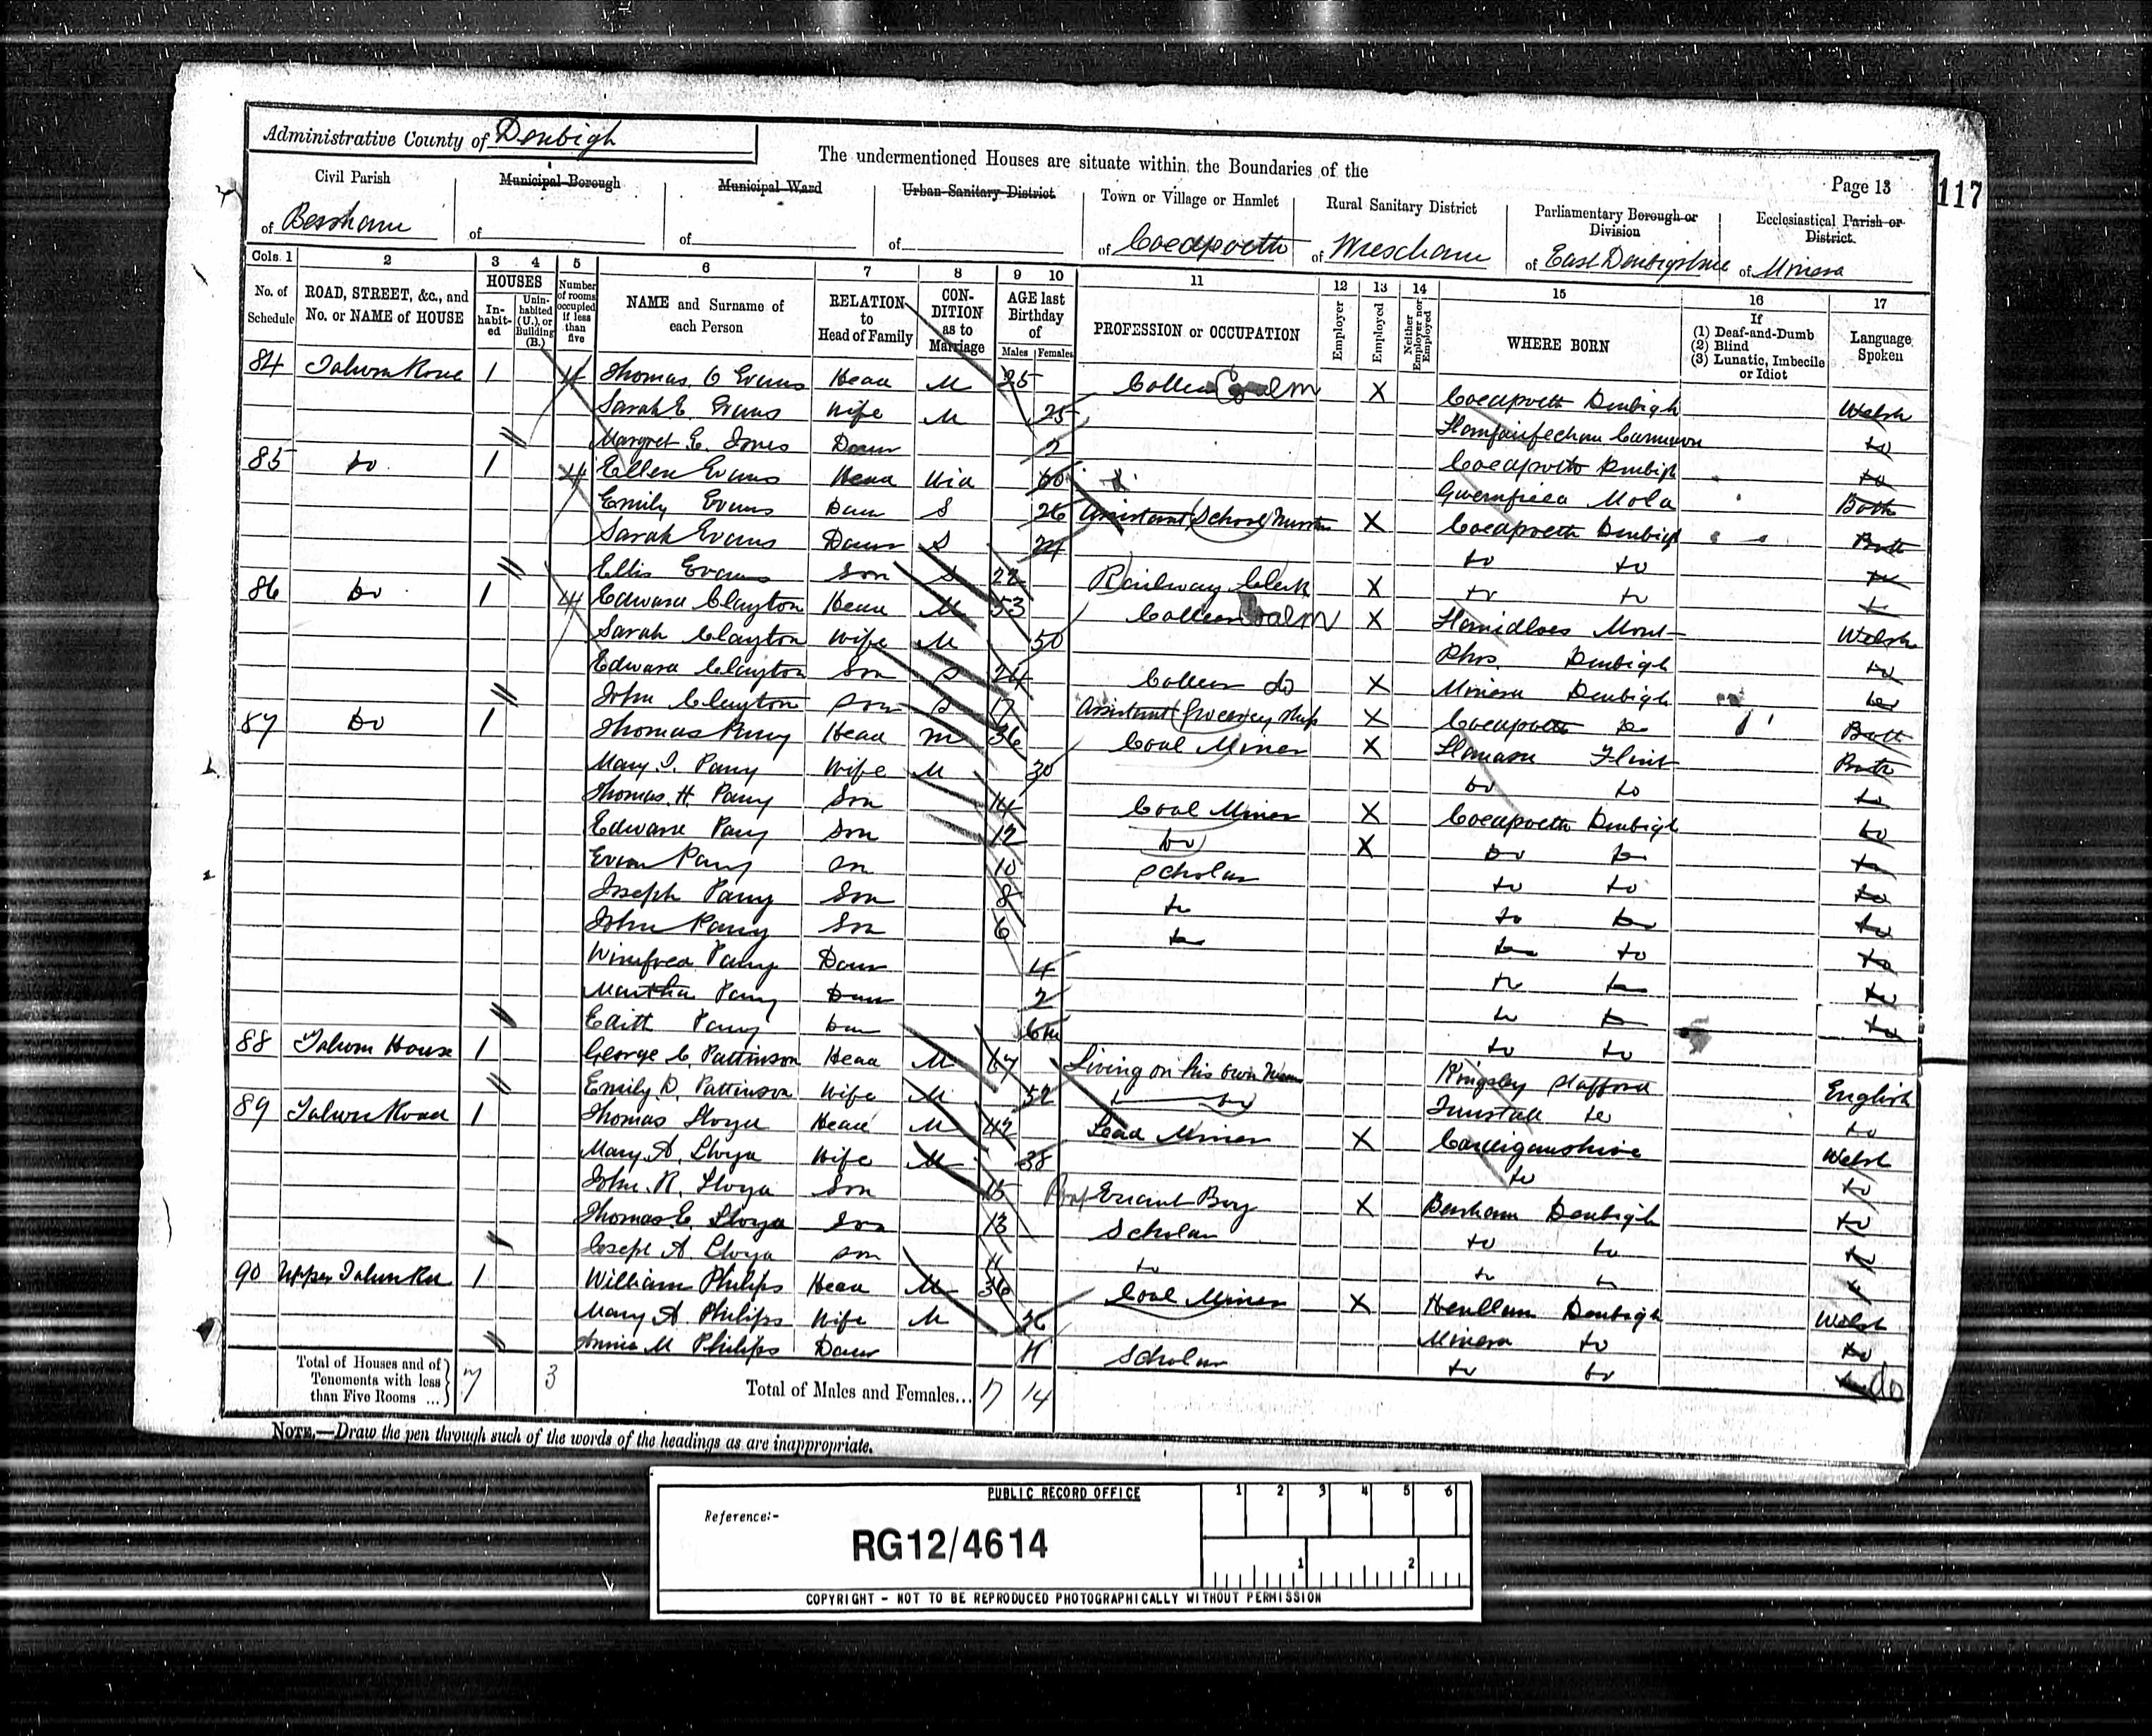 Administrative County of Denbigh
The undermentioned Houses are situate within the Boundaries of the
Page 13
117
Civil Parish
of Bersham
Municipal Borough
of
Municipal Ward
of
Urban Sanitary District
of
Town or Village or Hamlet
of Coedpoeth
Rural Sanitary District
of Wrexham
Parliamentary Borough or Division
of East Denbighshire
Ecclesiastical Parish or District.
of Minera
Cols. 1 2 3 4 5 6 7 8 9 10 11 12 13 14 15 16 17
No. of Schedule
ROAD, STREET, &c., and No. or NAME of HOUSE
HOUSES
In-habit-ed
Unin-habited (U.), or Building (B.)
Number of rooms occupied if less than five
NAME and Surname of each Person
RELATION to Head of Family
CON-DITION as to Marriage
AGE last Birthday of
Males Females
PROFESSION or OCCUPATION
Employer
Employed
Neither Employer nor Employed
WHERE BORN
If
(1) Deaf-and-Dumb
(2) Blind
(3) Lunatic, Imbecile or Idiot
Language Spoken
84 1 4 Thomas Evans Head M 25 X Coedpoeth Denbigh Welsh
Sarah E. Evans Wife M 25 Llanfairfechan Carnarvon do
Margret E. Jones Daur 2 Coedpoeth Denbigh do
85 do 1 4 Ellen Evans Head Wid 60 Mold Both
Emily Evans Daur S 26 Assistant School X Coedpoeth Denbigh Both
Sarah Evans Daur S 24 do do do
Ellis Evans Son S 22 Railway Clerk X do do do
86 do 1 4 Edward Clayton Head M 53 X Llanidloes Mont Welsh
Sarah Clayton Wife M 50 Rhos. Denbigh do
Edward Clayton Son S 24 do X Minera Denbigh do
John Clayton Son S 17 Assistant Grocery Shop X Coedpoeth do Both
87 do 1 Thomas Parry Head M 36 Coal Miner X Llanasa Flint Both
Mary J. Parry Wife M 30 do do do
Thomas. H. Parry Son 14 Coal Miner X Coedpoeth Denbigh do
Edward Parry Son 12 do X do do do
Evan Parry Son 10 Scholar do do do
Joseph Parry Son 8 do do do do
John Parry Son 6 do do do do
Winifred Parry Daur 4 do do do
Martha Parry Daur 2 do do do
Edith Parry Daur 6m do do
88 Talwrn House 1 George C. Pattinson Head M 67 Living on his own Means Kingsley Stafford English
Emily D. Pattinson Wife M 52 do Tunstall do do
89 Talwrn Road 1 Thomas Lloyd Head M 42 Lead Miner X Cardiganshire Welsh
Mary A. Lloyd Wife M 38 do do
John. R. Lloyd Son 15 Errand Boy X Bersham Denbigh do
Thomas E. Lloyd Son 13 Scholar do do do
Joseph A. Lloyd Son 11 do do do do
90 Upper Talwrn Rd 1 William Philips Head M 36 Coal Miner X Henllan Denbigh Welsh
Mary A. Philips Wife M Minera do do
Annie M Philips Daur 11 Scholar do do do
Total of Houses and of Tenements with less than Five Rooms ... 7 3
Total of Males and Females... 17 14
NOTE.—Draw the pen through such of the words of the headings as are inappropriate.
PUBLIC RECORD OFFICE
Reference:-
RG12/4614
1 2 3 4 5 6
1 2
COPYRIGHT - NOT TO BE REPRODUCED PHOTOGRAPHICALLY WITHOUT PERMISSION